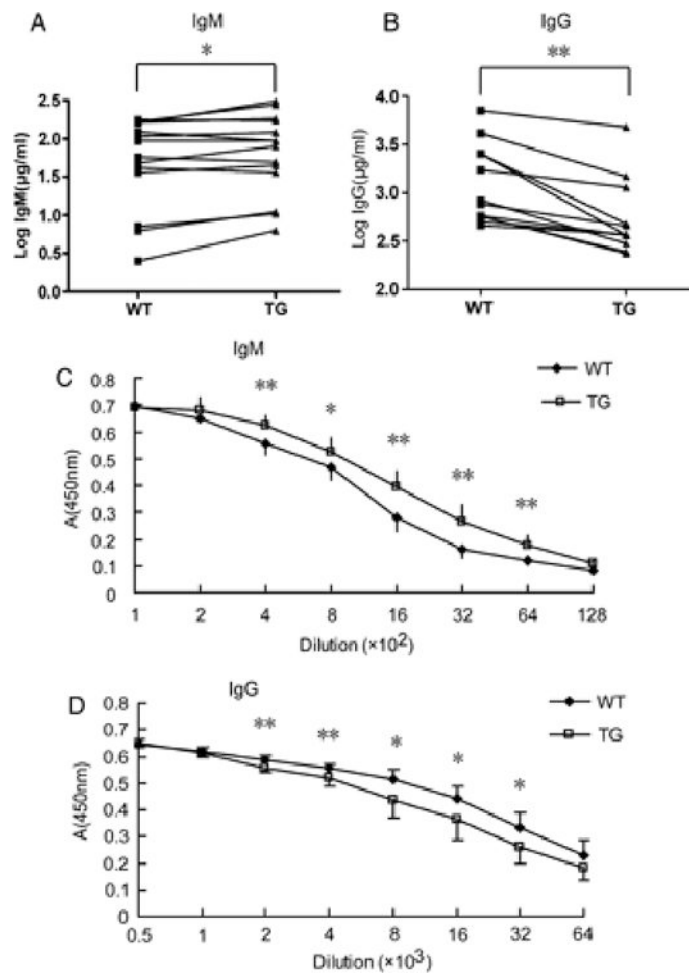 A
IgM
*
Log IgM(µg/ml)
2.5
2.0
1.5
1.0
0.5
0.0
WT
TG
B
IgG
**
Log IgG(µg/ml)
4.0
3.5
3.0
2.5
2.0
WT
TG
C
IgM
WT
TG
A(450nm)
0.8
0.7
0.6
0.5
0.4
0.3
0.2
0.1
0
** * ** ** **
1 2 4 8 16 32 64 128
Dilution (×10²)
D
IgG
WT
TG
A(450nm)
0.8
0.7
0.6
0.5
0.4
0.3
0.2
0.1
0
** ** * * *
0.5 1 2 4 8 16 32 64
Dilution (×10³)